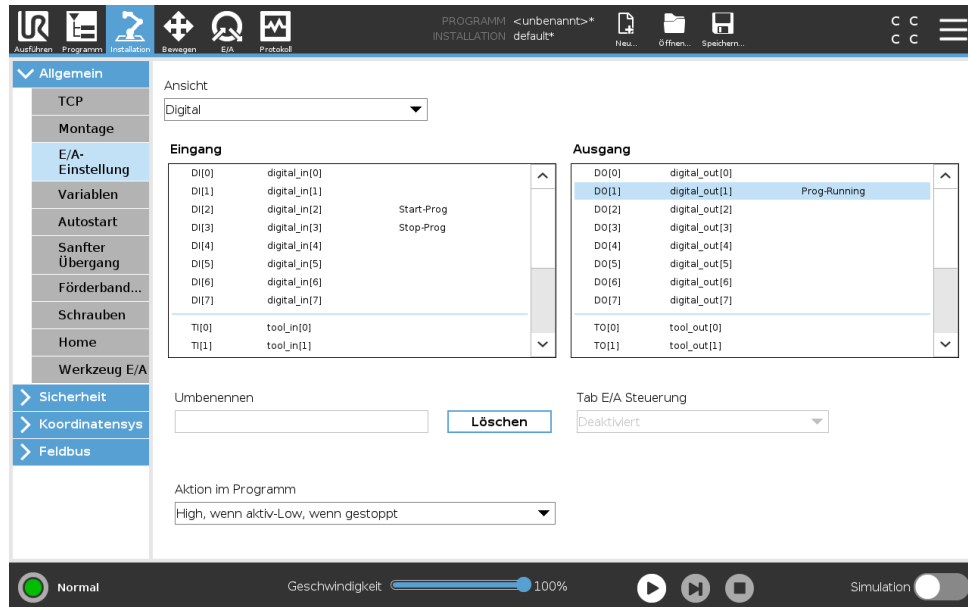 PROGRAMM <unbenannt>*
INSTALLATION default*
UR
Ausführen Programm Installation Bewegen E/A Protokoll
Neu... Öffnen... Speichern...
C C
C C
Allgemein
TCP
Montage
E/A-
Einstellung
Variablen
Autostart
Sanfter
Übergang
Förderband...
Schrauben
Home
Werkzeug E/A
Sicherheit
Koordinatensys
Feldbus
Ansicht
Digital
Eingang
DI[0] digital_in[0]
DI[1] digital_in[1]
DI[2] digital_in[2] Start-Prog
DI[3] digital_in[3] Stop-Prog
DI[4] digital_in[4]
DI[5] digital_in[5]
DI[6] digital_in[6]
DI[7] digital_in[7]
TI[0] tool_in[0]
TI[1] tool_in[1]
Ausgang
DO[0] digital_out[0]
DO[1] digital_out[1] Prog-Running
DO[2] digital_out[2]
DO[3] digital_out[3]
DO[4] digital_out[4]
DO[5] digital_out[5]
DO[6] digital_out[6]
DO[7] digital_out[7]
TO[0] tool_out[0]
TO[1] tool_out[1]
Umbenennen
Löschen
Tab E/A Steuerung
Deaktiviert
Aktion im Programm
High, wenn aktiv-Low, wenn gestoppt
Normal
Geschwindigkeit 100%
Simulation